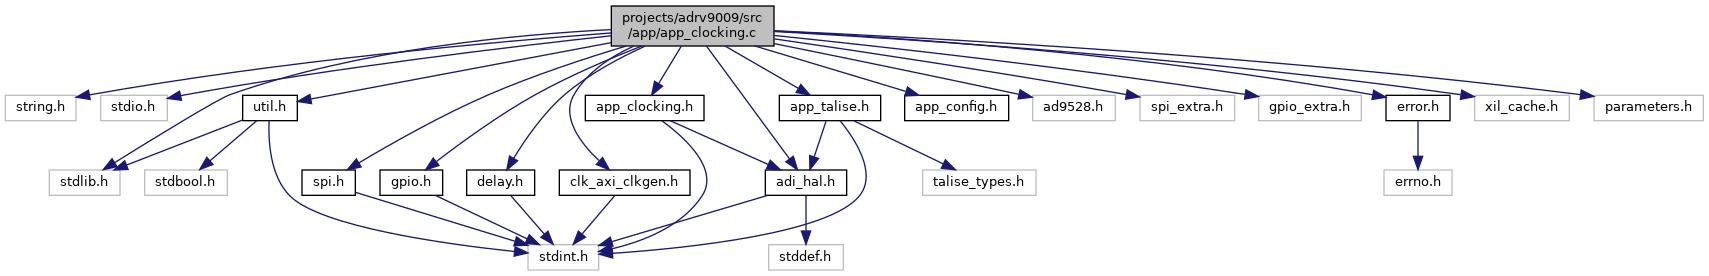 projects/adrv9009/src
/app/app_clocking.c
string.h
stdio.h
util.h
app_clocking.h
app_talise.h
app_config.h
ad9528.h
spi_extra.h
gpio_extra.h
error.h
xil_cache.h
parameters.h
stdlib.h
stdbool.h
spi.h
gpio.h
delay.h
clk_axi_clkgen.h
adi_hal.h
talise_types.h
errno.h
stdint.h
stddef.h